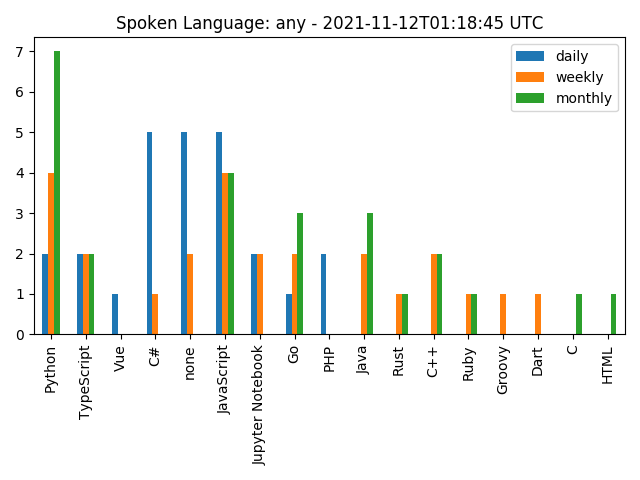 Spoken Language: any - 2021-11-12T01:18:45 UTC
daily
weekly
monthly
7
6
5
4
3
2
1
0
Python
TypeScript
Vue
C#
none
JavaScript
Jupyter Notebook
Go
PHP
Java
Rust
C++
Ruby
Groovy
Dart
C
HTML